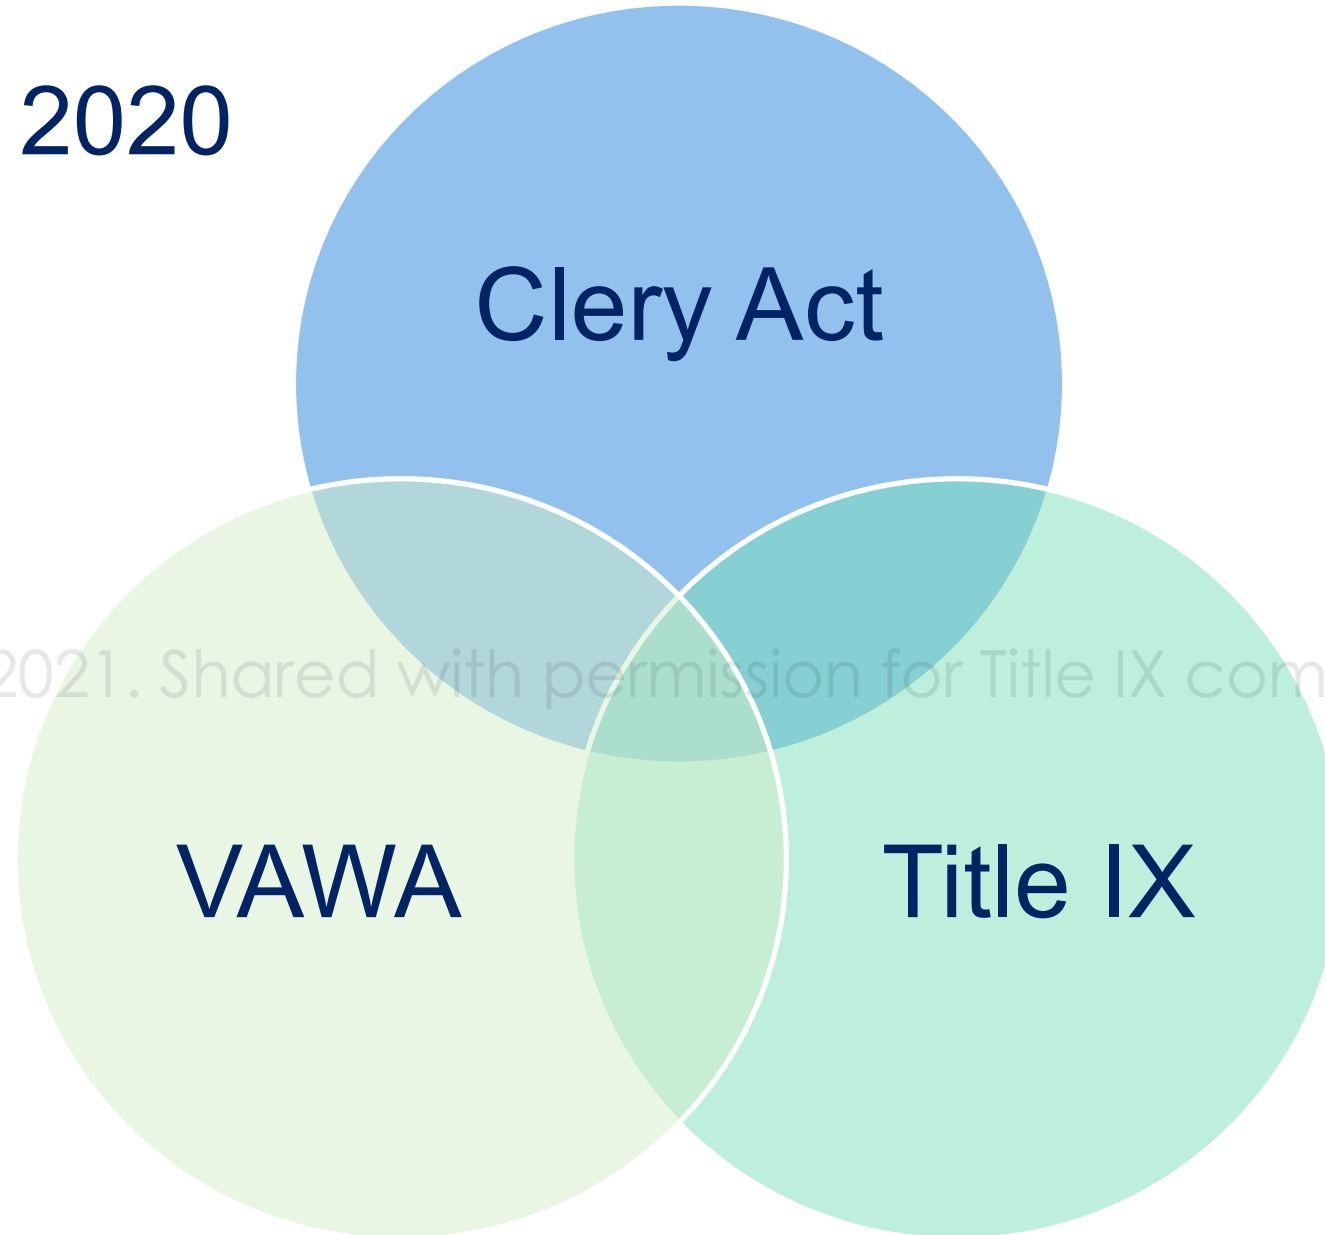 2020
Clery Act
2021. Shared with permission for Title IX com
VAWA
Title IX